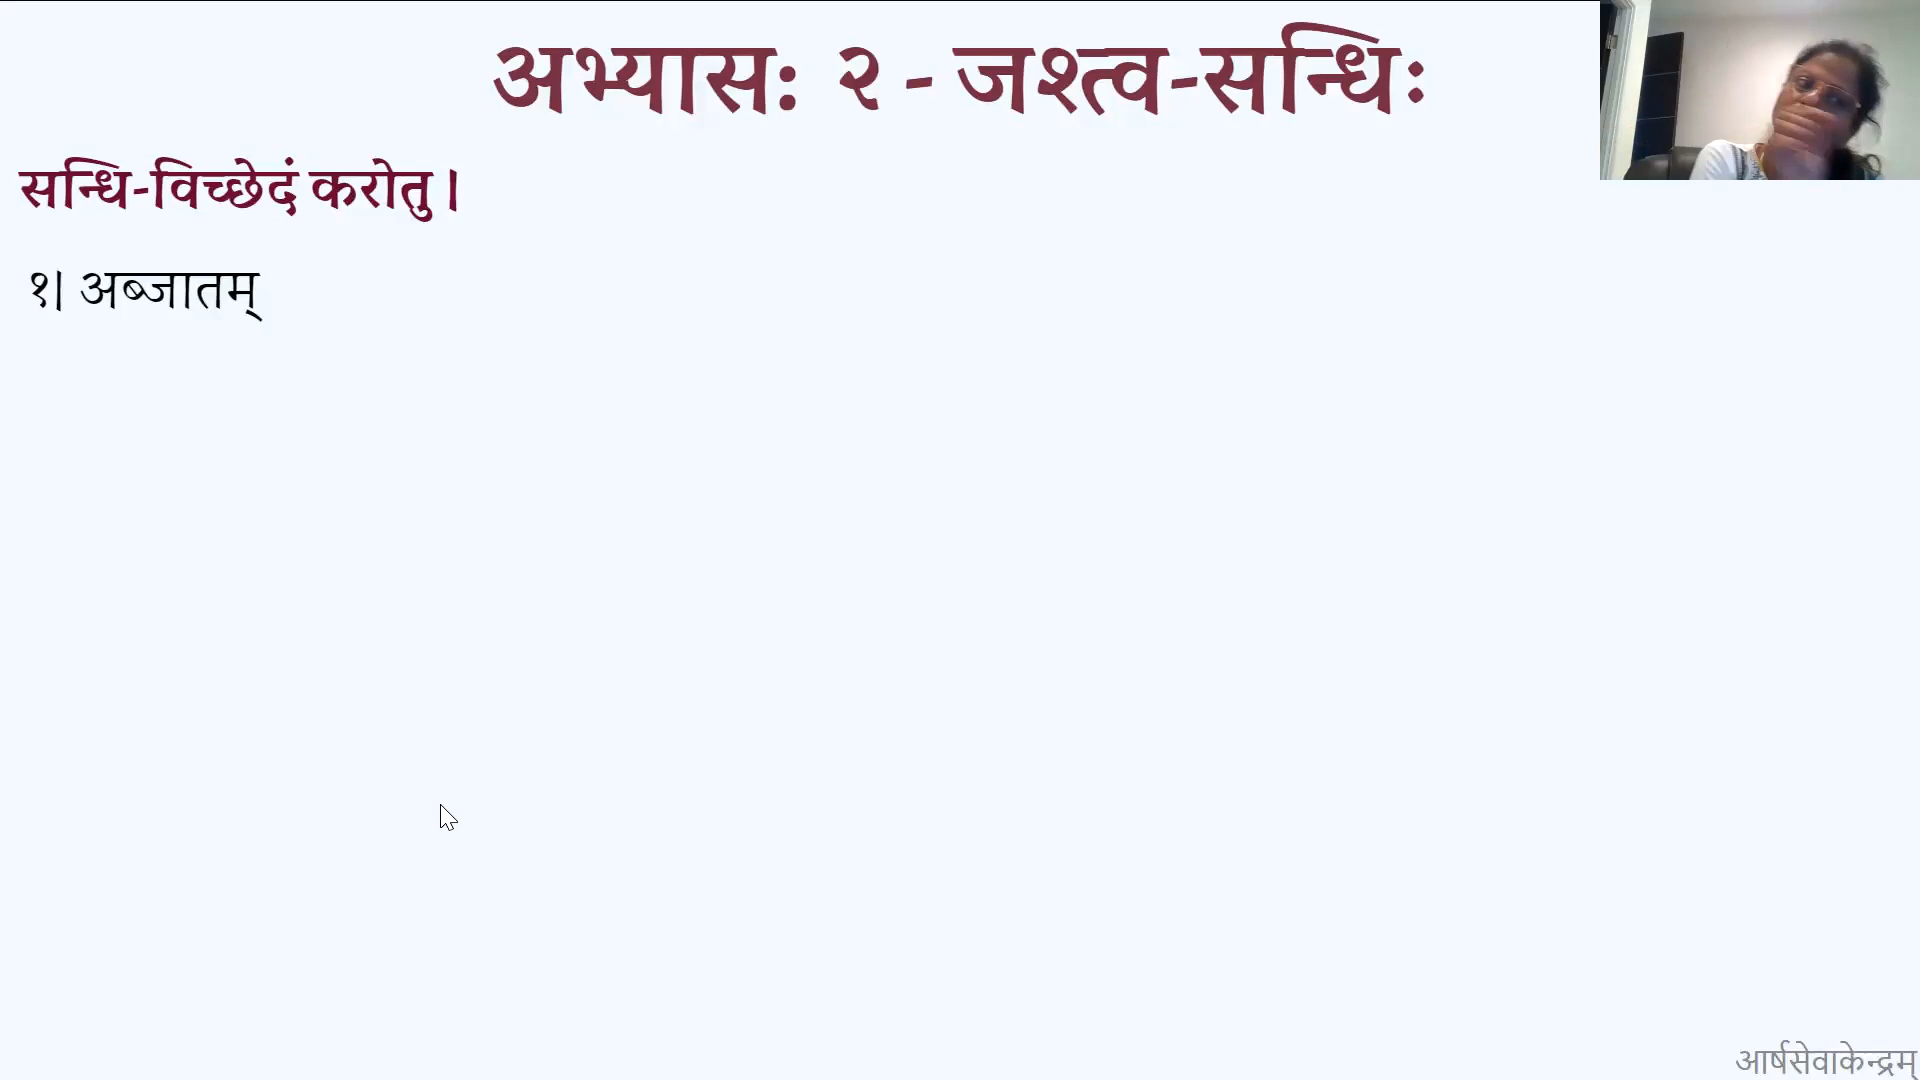 अभ्यासः २ - जश्त्व-सन्धिः
सन्धि-विच्छेदं करोतु ।
१| अब्जातम्
आर्षसेवाकेन्द्रम्